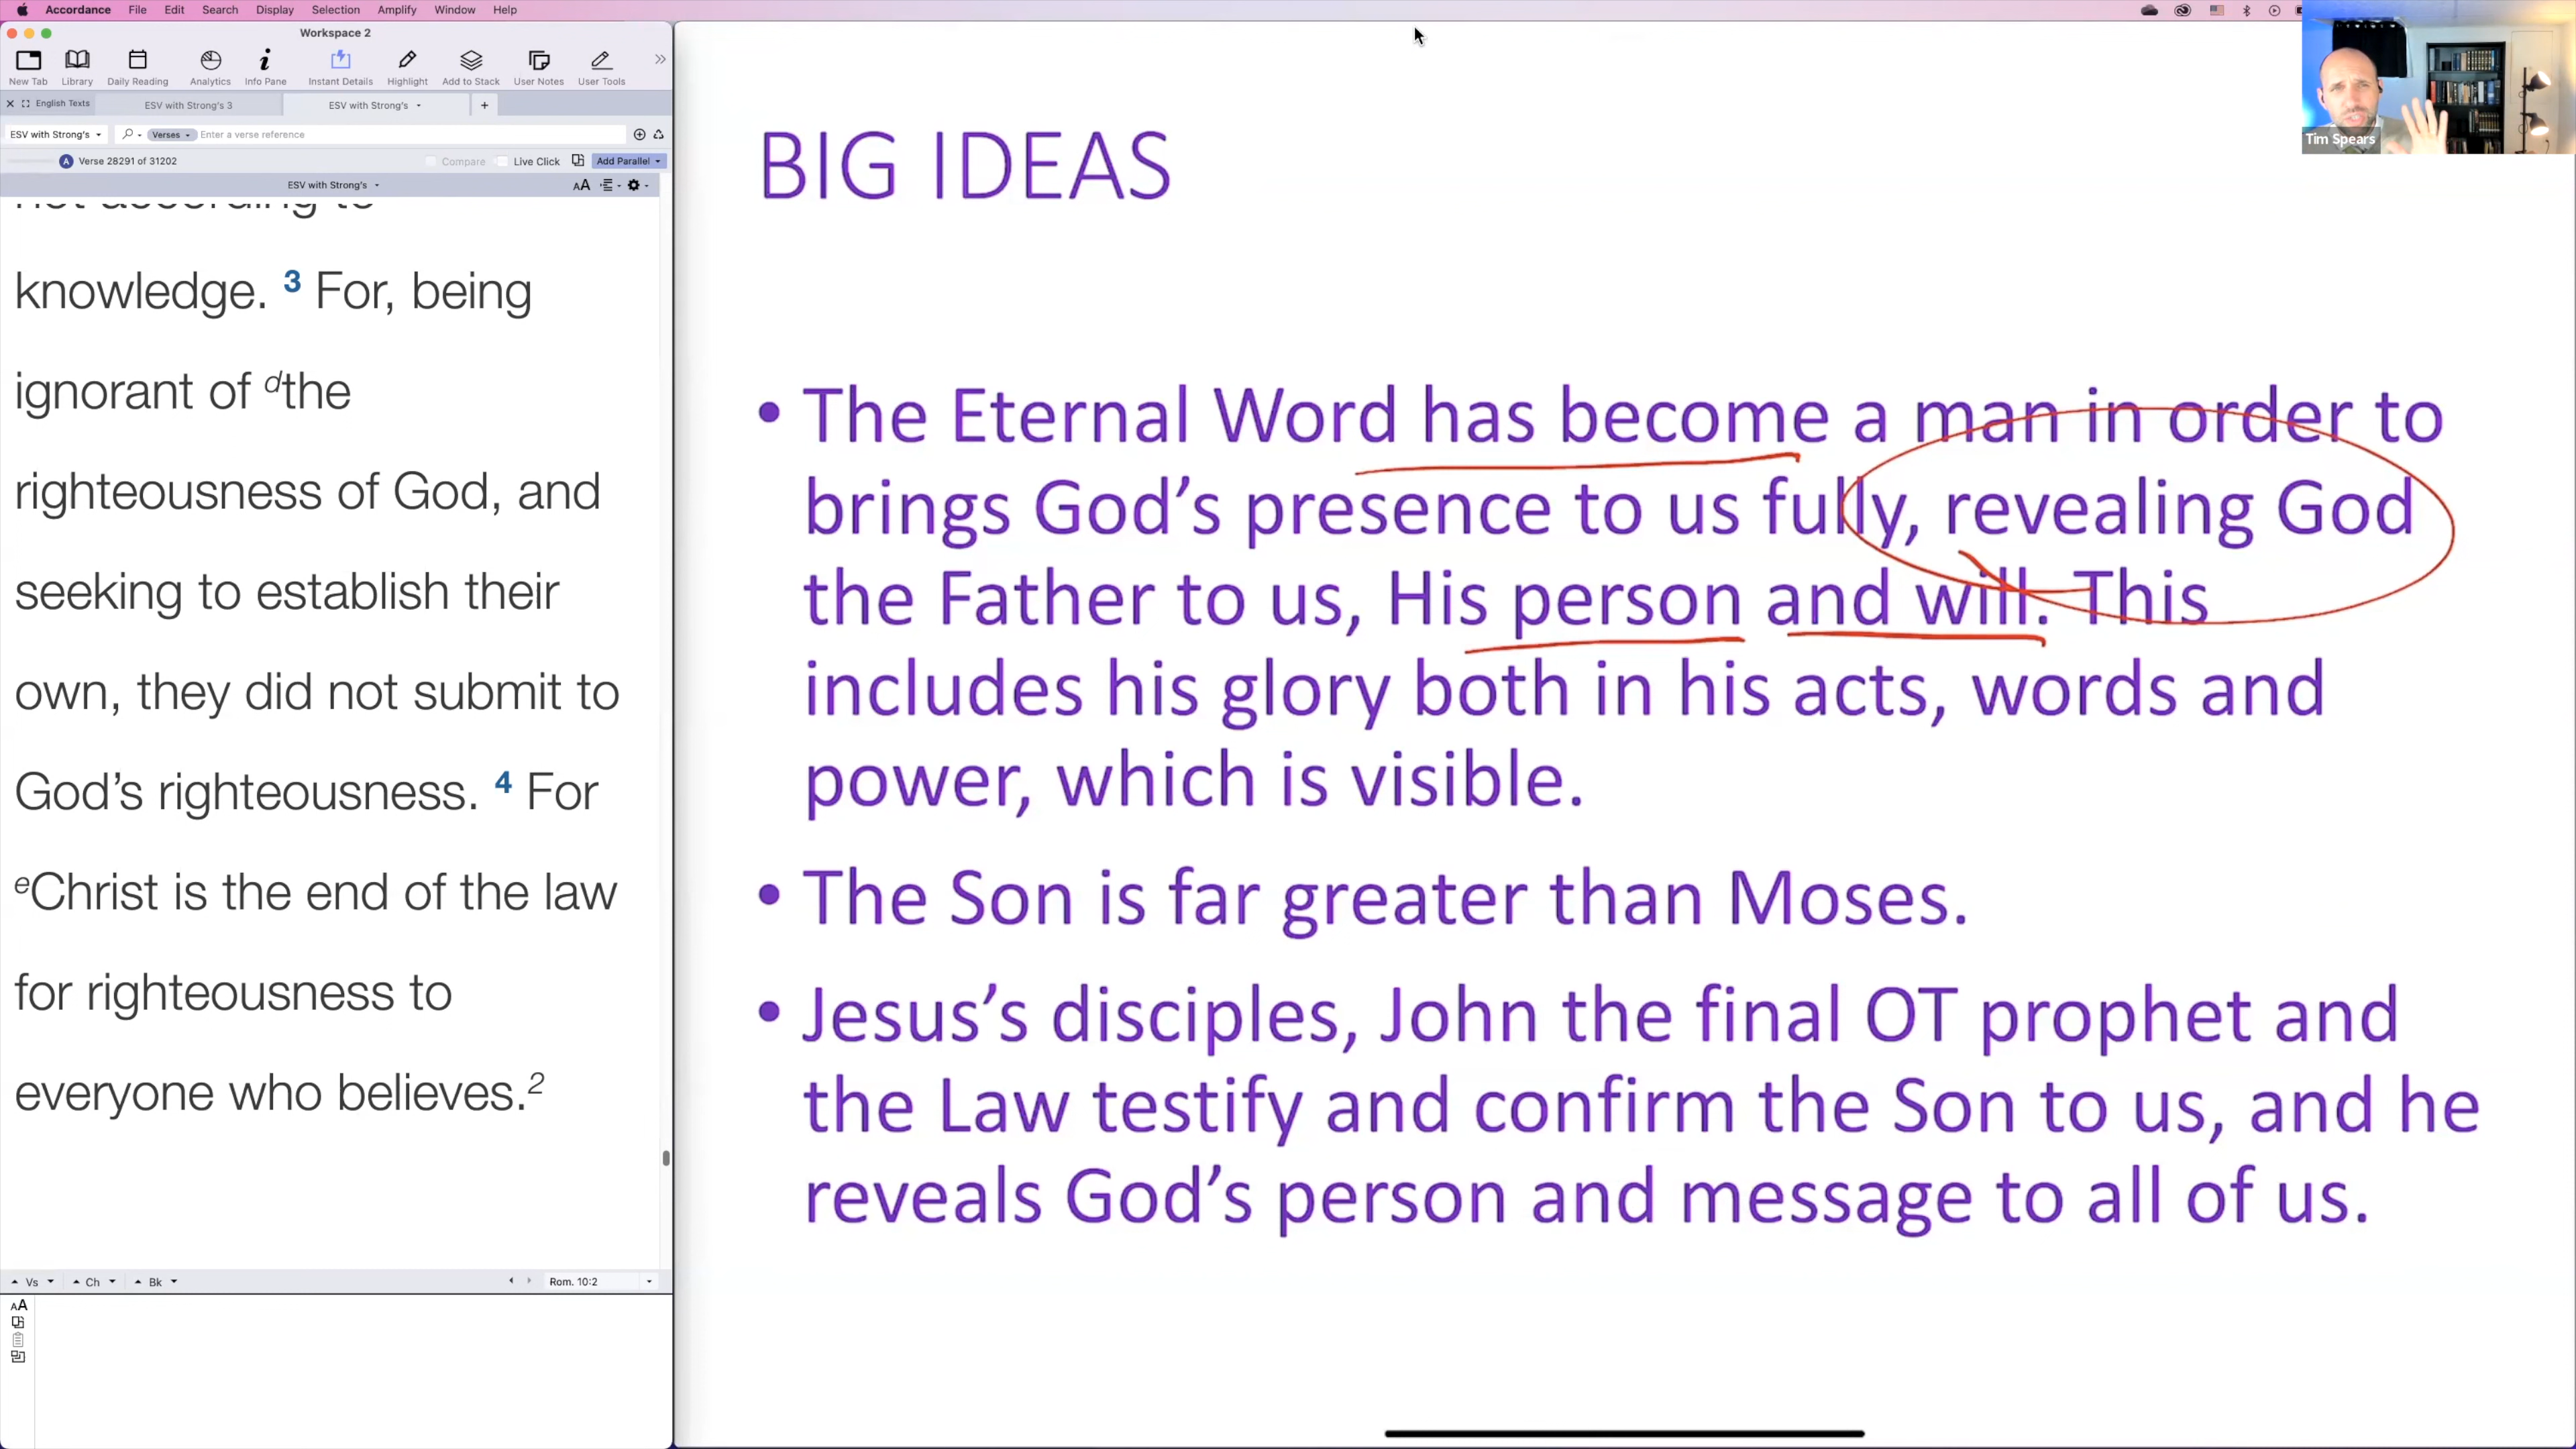 Accordance File Edit Search Display Selection Amplify Window Help
Workspace 2
New Tab Library Daily Reading Analytics Info Pane Instant Details Highlight Add to Stack User Notes User Tools
English Texts ESV with Strong's 3 ESV with Strong's +
ESV with Strong's Verses Enter a verse reference
A Verse 28291 of 31202 Compare Live Click Add Parallel
ESV with Strong's AA
not according to
knowledge. 3 For, being
ignorant of dthe
righteousness of God, and
seeking to establish their
own, they did not submit to
God's righteousness. 4 For
eChrist is the end of the law
for righteousness to
everyone who believes.2
Vs Ch Bk Rom. 10:2
AA
BIG IDEAS
• The Eternal Word has become a man in order to
brings God's presence to us fully, revealing God
the Father to us, His person and will. This
includes his glory both in his acts, words and
power, which is visible.
• The Son is far greater than Moses.
• Jesus's disciples, John the final OT prophet and
the Law testify and confirm the Son to us, and he
reveals God's person and message to all of us.
Tim Spears